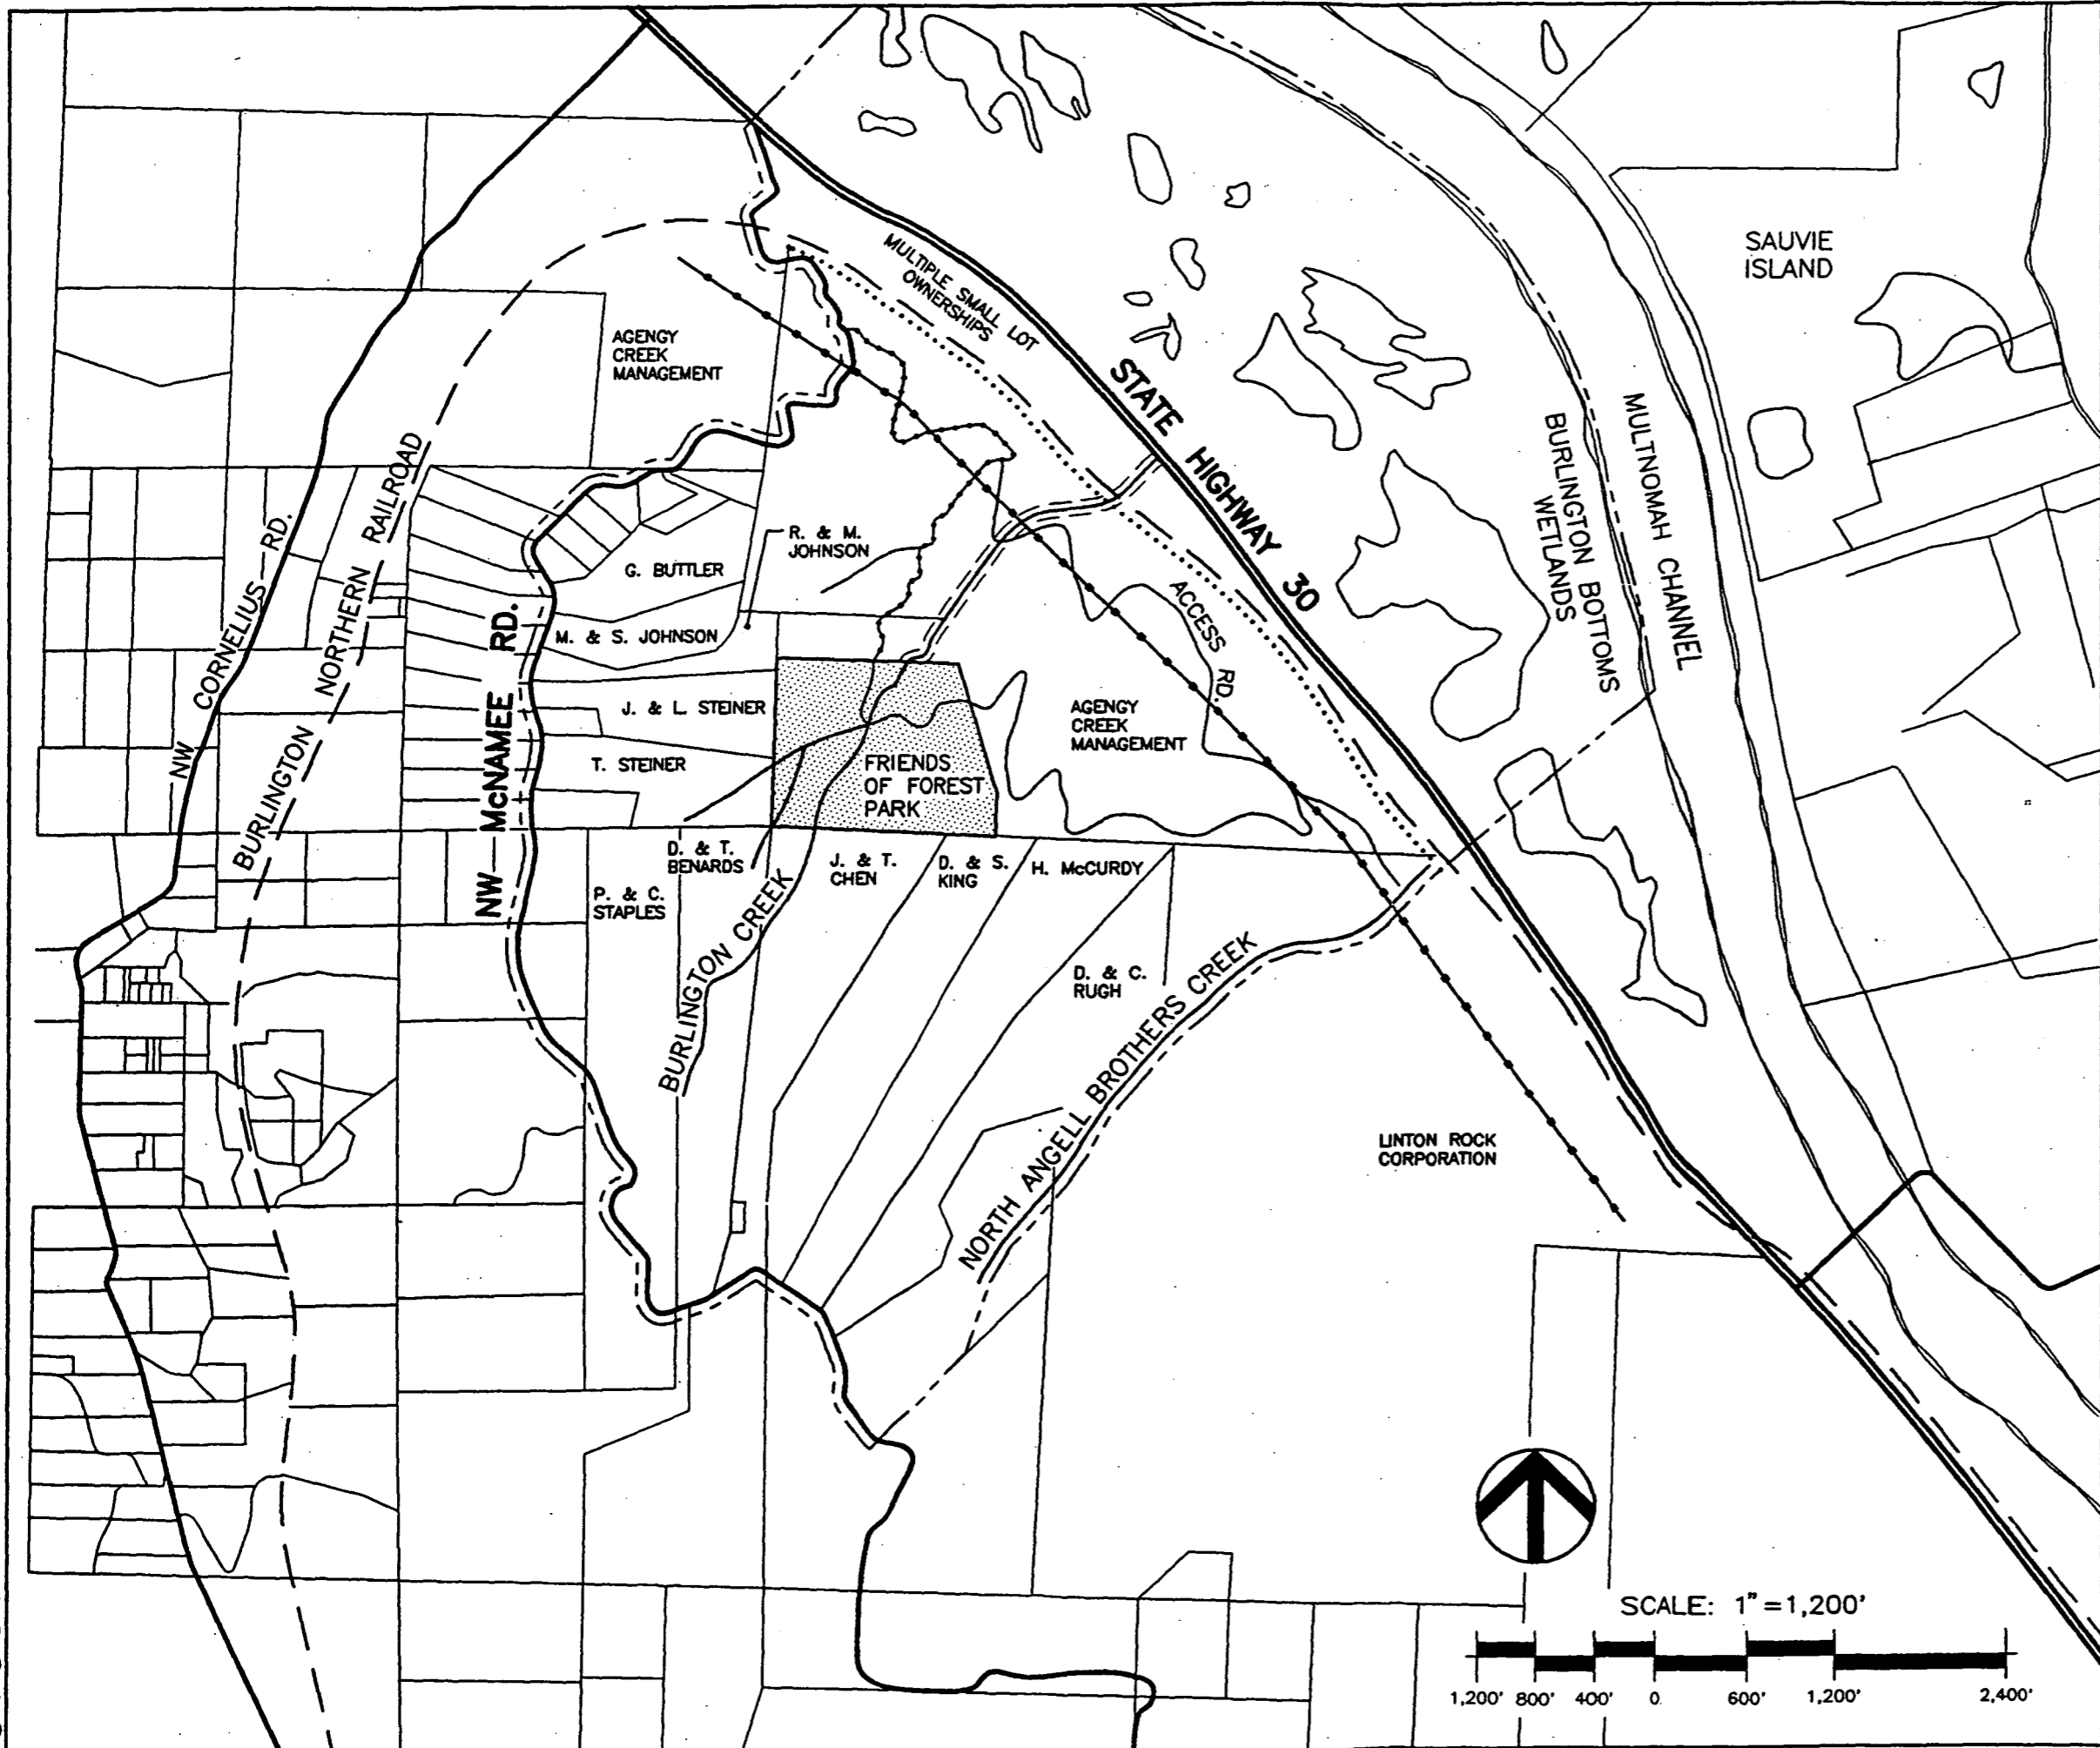 SAUVIE
ISLAND
MULTIPLE SMALL LOT
OWNERSHIPS
AGENCY
CREEK
MANAGEMENT
STATE HIGHWAY 30
MULTNOMAH CHANNEL
BURLINGTON BOTTOMS
WETLANDS
NW CORNELIUS RD.
BURLINGTON NORTHERN RAILROAD
R. & M.
JOHNSON
G. BUTTLER
M. & S. JOHNSON
NW McNAMEE RD.
ACCESS RD.
J. & L. STEINER
AGENCY
CREEK
MANAGEMENT
T. STEINER
FRIENDS
OF FOREST
PARK
D. & T.
BENARDS
J. & T.
CHEN
D. & S.
KING
H. McCURDY
P. & C.
STAPLES
BURLINGTON CREEK
D. & C.
RUGH
NORTH ANGELL BROTHERS CREEK
LINTON ROCK
CORPORATION
SCALE: 1"=1,200'
1,200' 800' 400' 0 600' 1,200' 2,400'